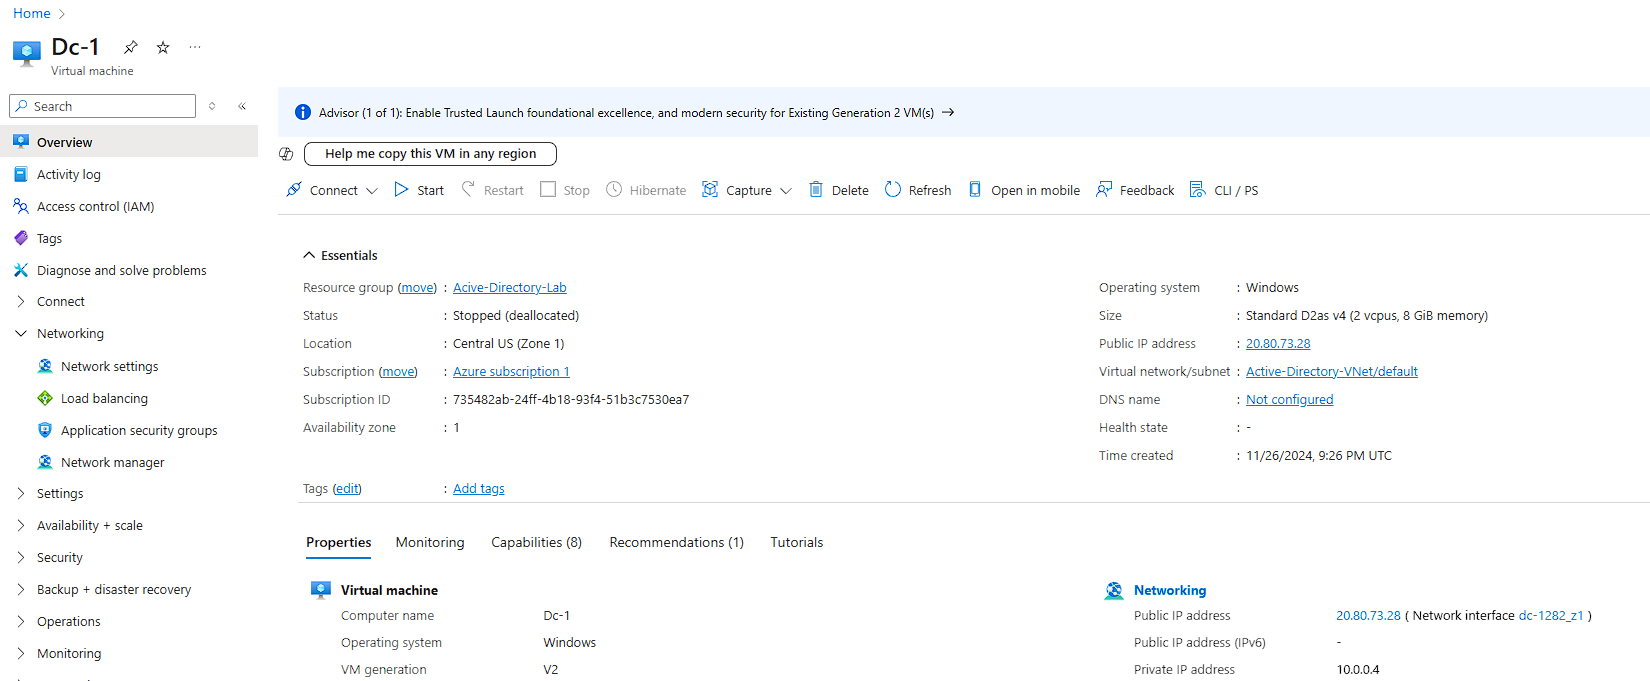 Home
Dc-1
Virtual machine
Search
Overview
Activity log
Access control (IAM)
Tags
Diagnose and solve problems
Connect
Networking
Network settings
Load balancing
Application security groups
Network manager
Settings
Availability + scale
Security
Backup + disaster recovery
Operations
Monitoring
Advisor (1 of 1): Enable Trusted Launch foundational excellence, and modern security for Existing Generation 2 VM(s) →
Help me copy this VM in any region
Connect Start Restart Stop Hibernate Capture Delete Refresh Open in mobile Feedback CLI / PS
Essentials
Resource group (move) : Acive-Directory-Lab
Status : Stopped (deallocated)
Location : Central US (Zone 1)
Subscription (move) : Azure subscription 1
Subscription ID : 735482ab-24ff-4b18-93f4-51b3c7530ea7
Availability zone : 1
Operating system : Windows
Size : Standard D2as v4 (2 vcpus, 8 GiB memory)
Public IP address : 20.80.73.28
Virtual network/subnet : Active-Directory-VNet/default
DNS name : Not configured
Health state : -
Time created : 11/26/2024, 9:26 PM UTC
Tags (edit) : Add tags
Properties Monitoring Capabilities (8) Recommendations (1) Tutorials
Virtual machine
Computer name Dc-1
Operating system Windows
VM generation V2
Networking
Public IP address 20.80.73.28 ( Network interface dc-1282_z1 )
Public IP address (IPv6) -
Private IP address 10.0.0.4